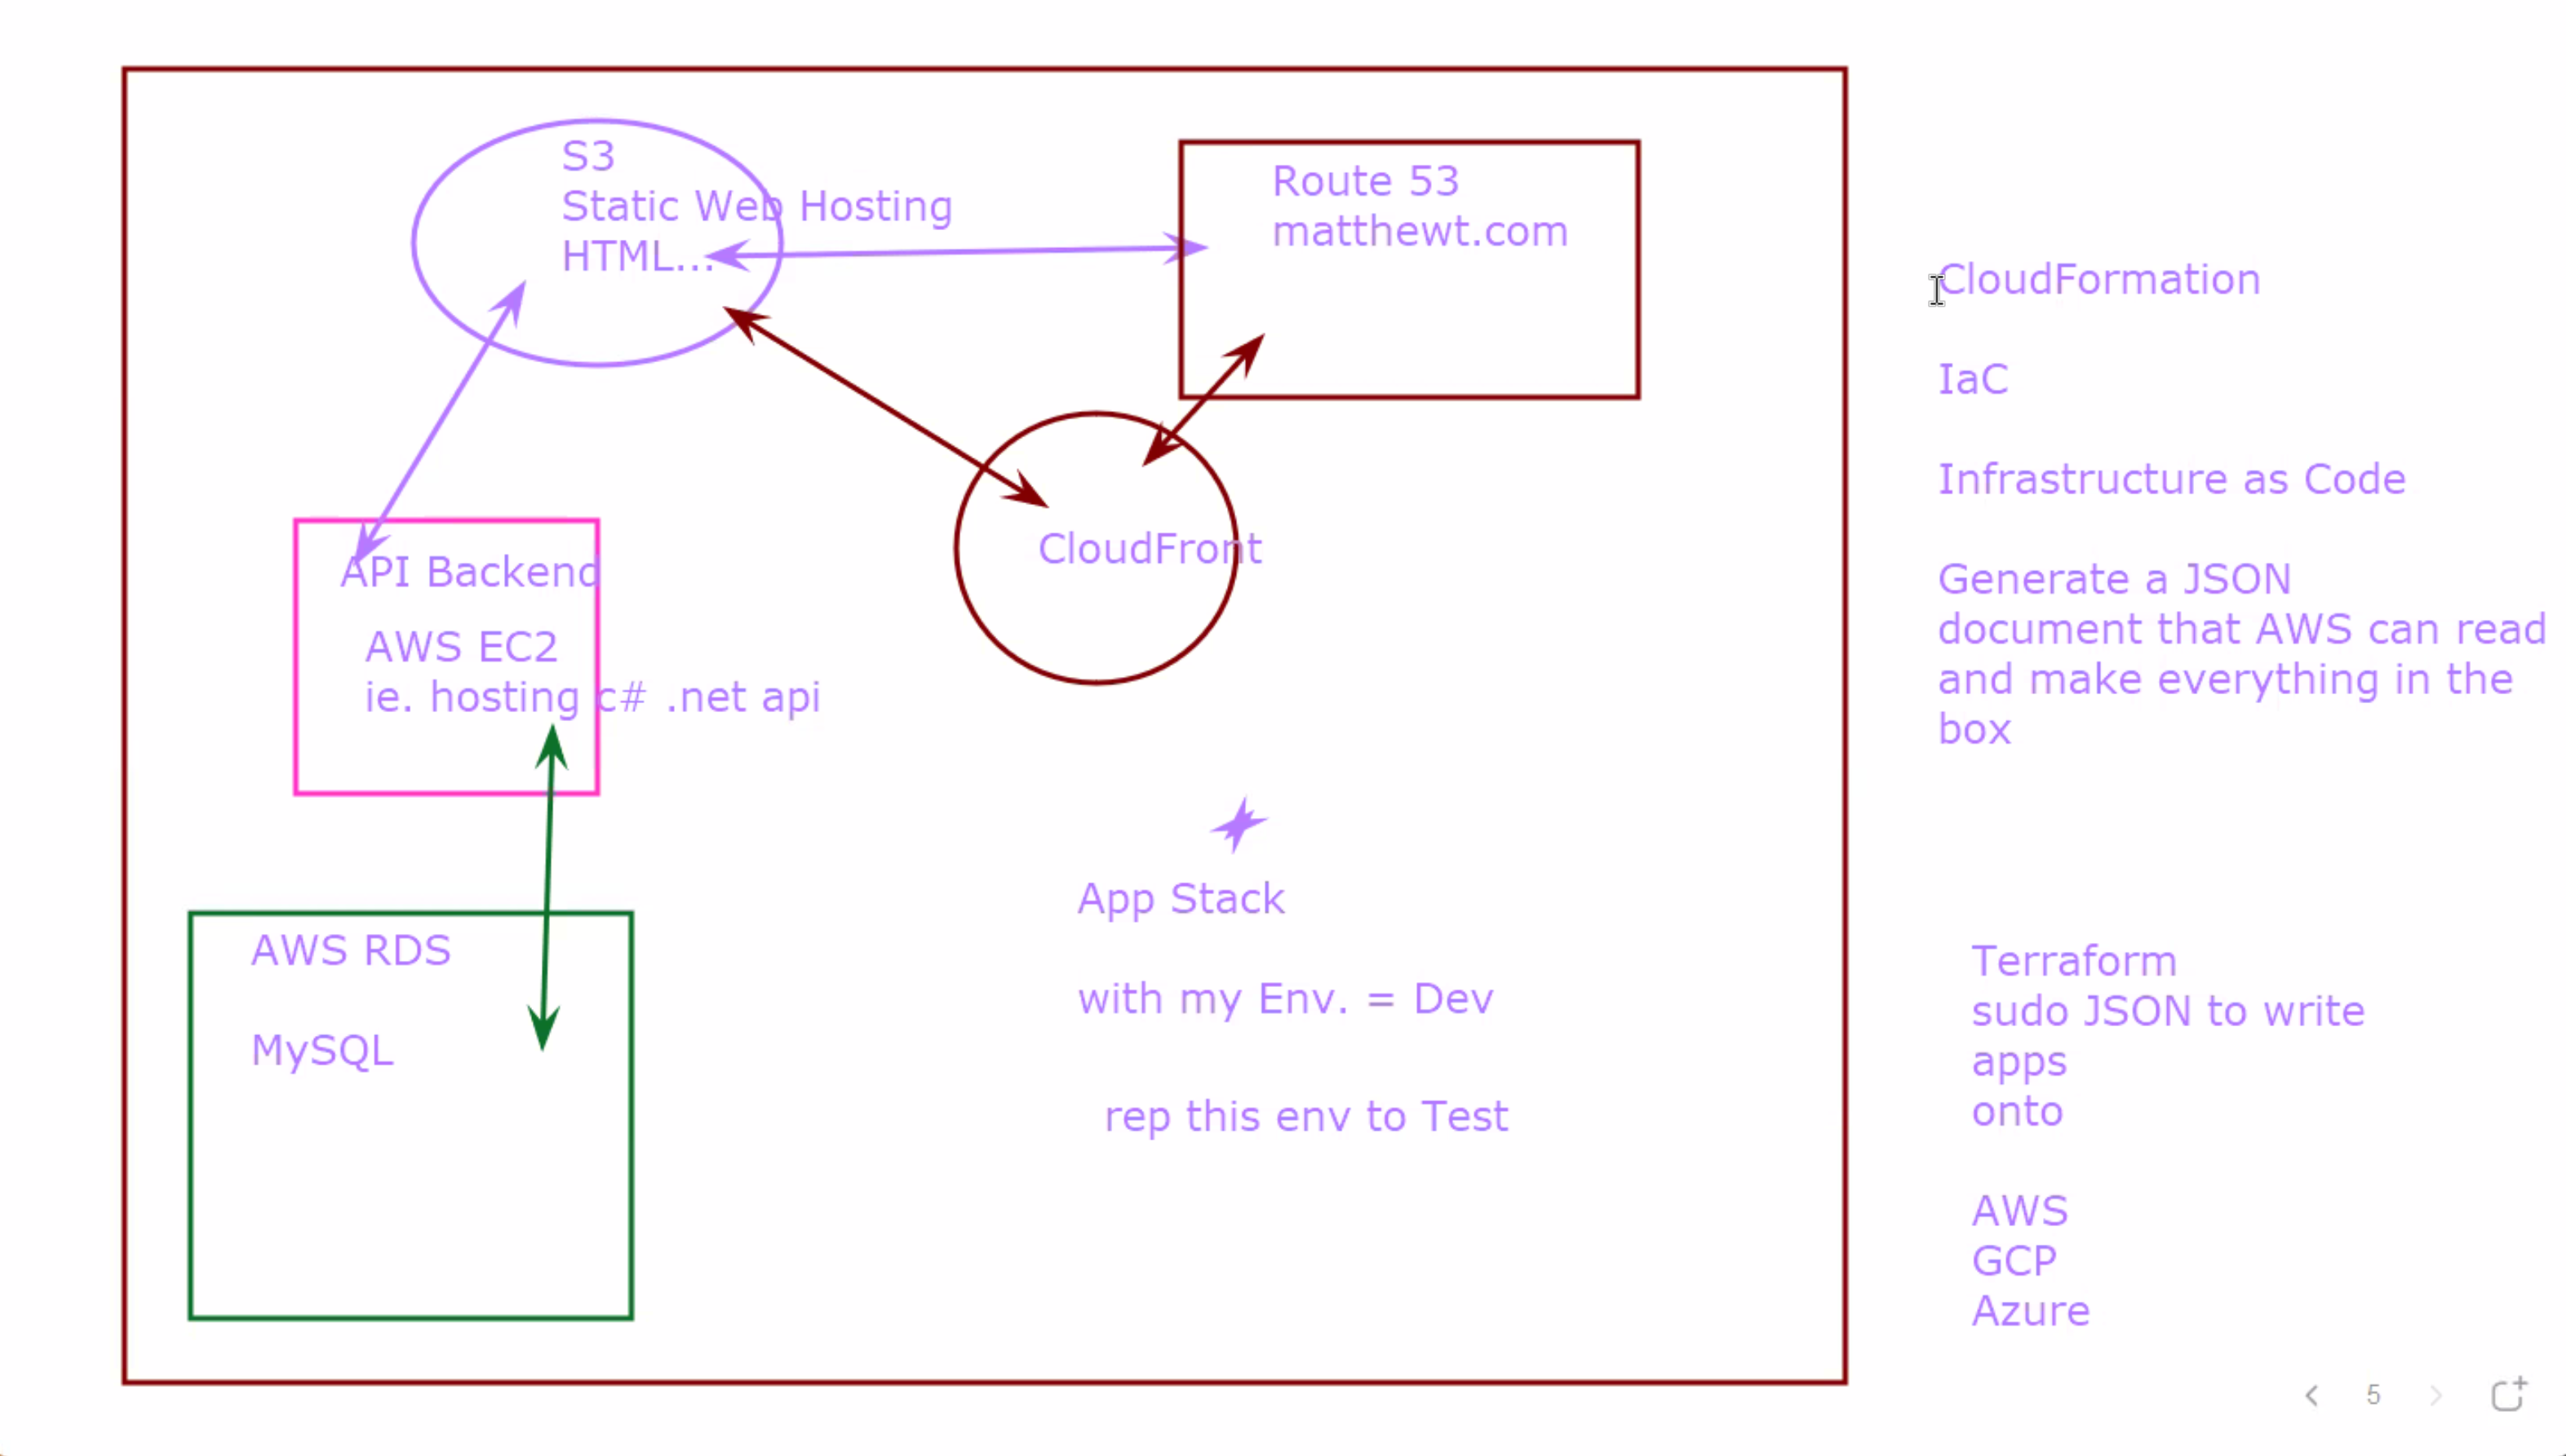 S3
Static Web Hosting
HTML...
Route 53
matthewt.com
CloudFront
API Backend
AWS EC2
ie. hosting c# .net api
AWS RDS
MySQL
App Stack
with my Env. = Dev
rep this env to Test
CloudFormation
IaC
Infrastructure as Code
Generate a JSON
document that AWS can read
and make everything in the
box
Terraform
sudo JSON to write
apps
onto
AWS
GCP
Azure
5